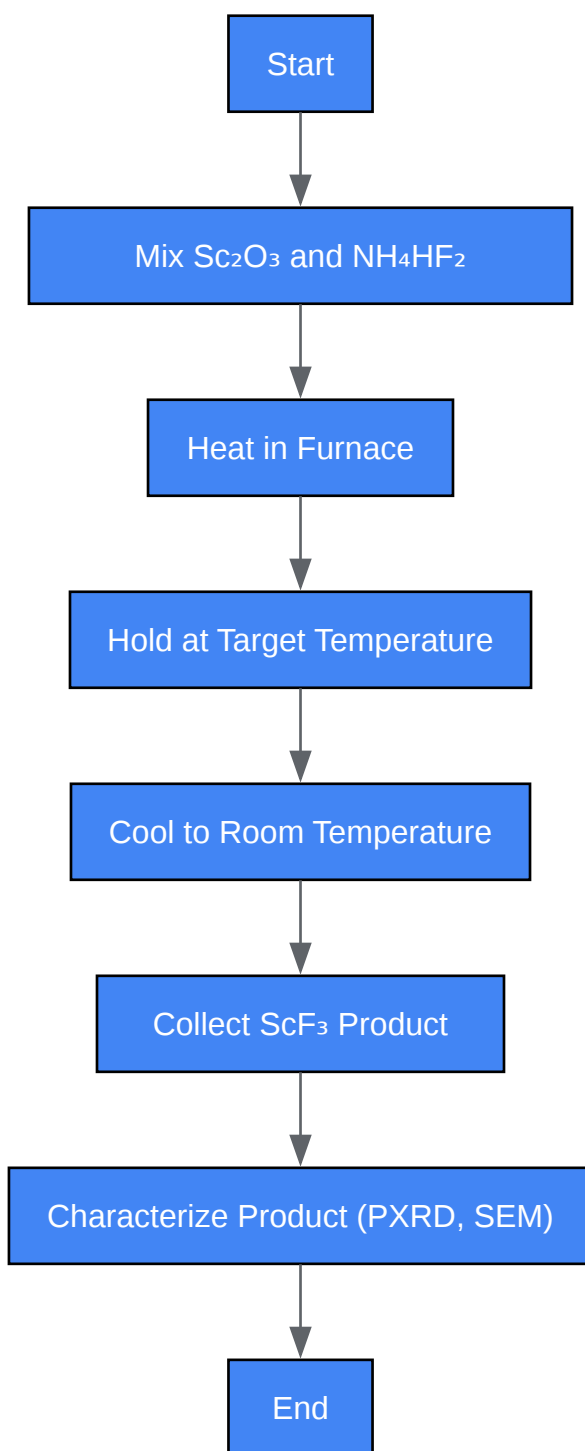 Start
Mix Sc₂O₃ and NH₄HF₂
Heat in Furnace
Hold at Target Temperature
Cool to Room Temperature
Collect ScF₃ Product
Characterize Product (PXRD, SEM)
End